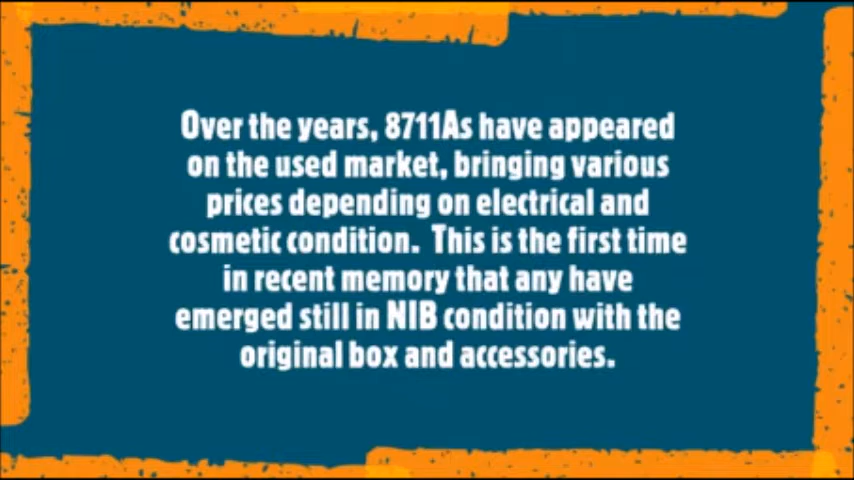 Over the years, 8711As have appeared
on the used market, bringing various
prices depending on electrical and
cosmetic condition.  This is the first time
in recent memory that any have
emerged still in NIB condition with the
original box and accessories.